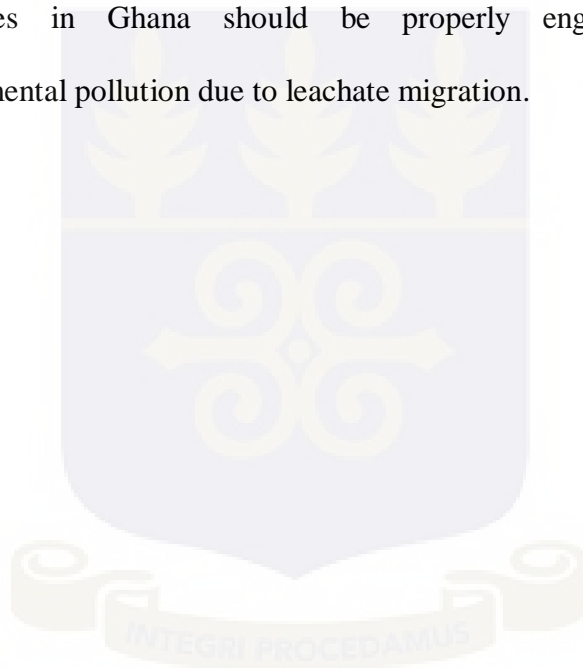 es in Ghana should be properly eng
mental pollution due to leachate migration.
INTEGRI PROCEDAMUS